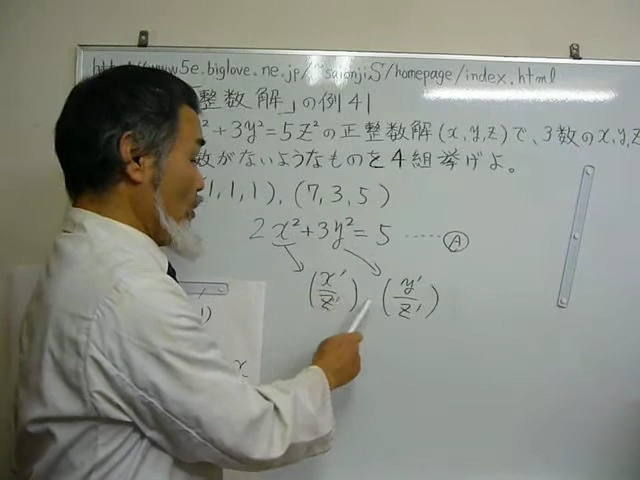 http://www5e.biglobe.ne.jp/~saionjiS/homepage/index.html
整数解」の例41
²+3y²=5z²の正整数解(x,y,z)で、3数のx,y,z
数がないようなものを4組挙げよ。
1,1,1),(7,3,5)
2x²+3y²=5 ……Ⓐ
(x'/z') (y'/z')
1)
x